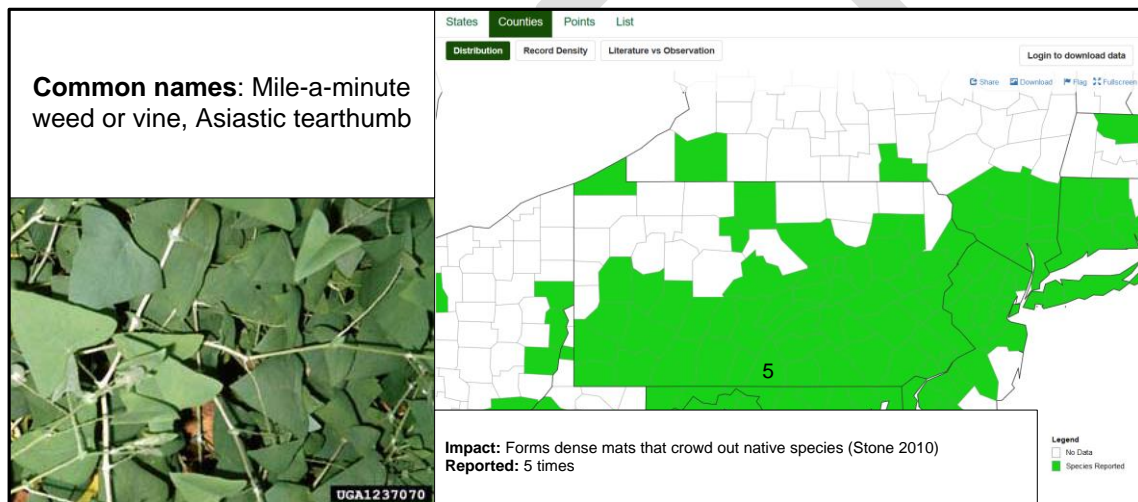 Common names: Mile-a-minute
weed or vine, Asiastic tearthumb
States Counties Points List
Distribution Record Density Literature vs Observation
Login to download data
Share Download Flag Fullscreen
5
Impact: Forms dense mats that crowd out native species (Stone 2010)
Reported: 5 times
Legend
No Data
Species Reported
UGA1237070